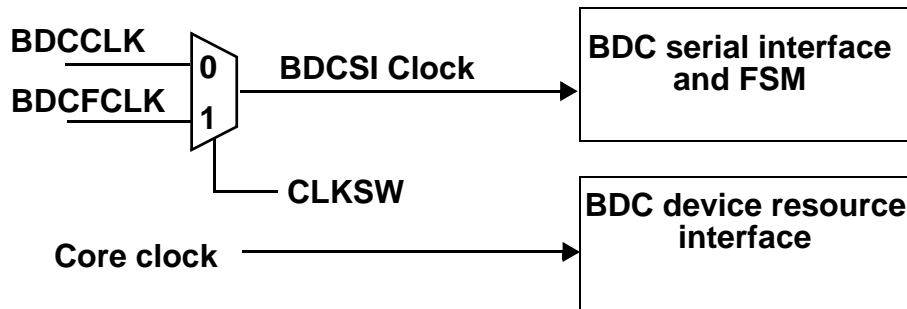 BDCCLK
0
BDCFCLK
1
BDCSI Clock
BDC serial interface
and FSM
CLKSW
BDC device resource
interface
Core clock